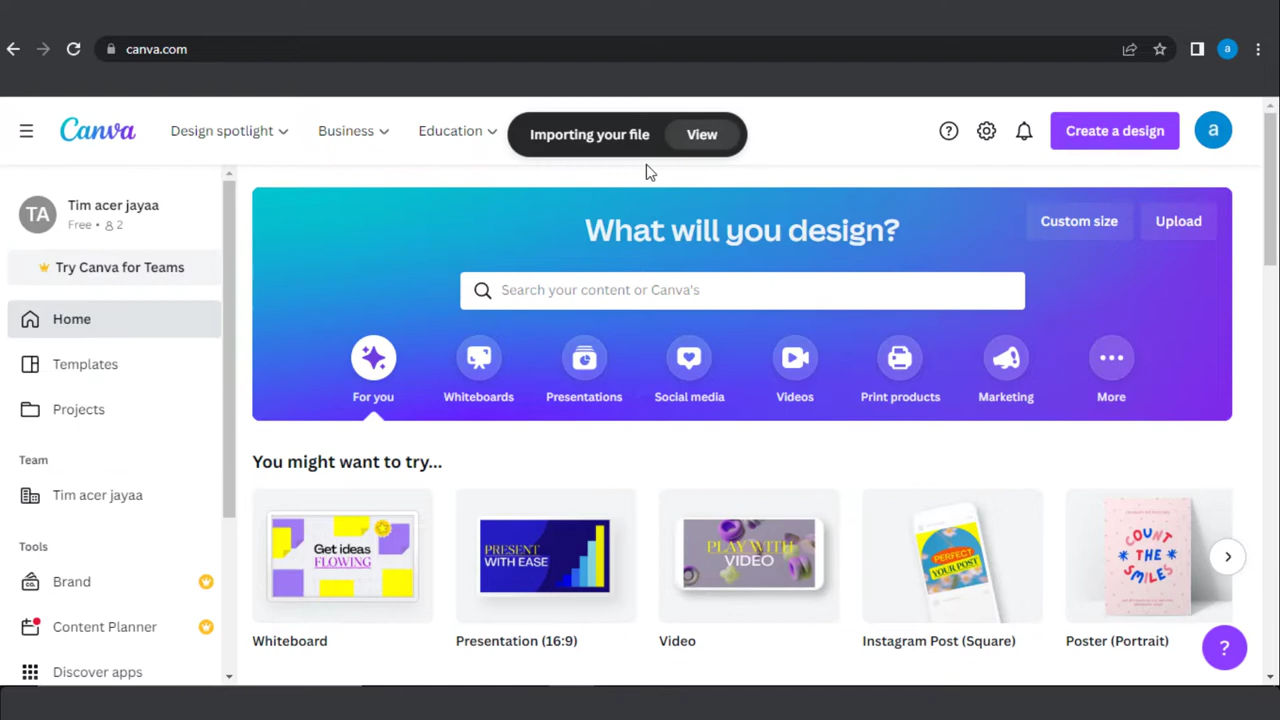 canva.com
a
Canva
Design spotlight
Business
Education
Importing your file
View
Create a design
a
TA
Tim acer jayaa
Free • 2
Try Canva for Teams
Home
Templates
Projects
Team
Tim acer jayaa
Tools
Brand
Content Planner
Discover apps
What will you design?
Custom size
Upload
Search your content or Canva's
For you
Whiteboards
Presentations
Social media
Videos
Print products
Marketing
More
You might want to try...
Get ideas
FLOWING
PRESENT
WITH EASE
PLAY WITH
VIDEO
PERFECT
YOUR POST
COUNT
THE
SMILES
Whiteboard
Presentation (16:9)
Video
Instagram Post (Square)
Poster (Portrait)
?